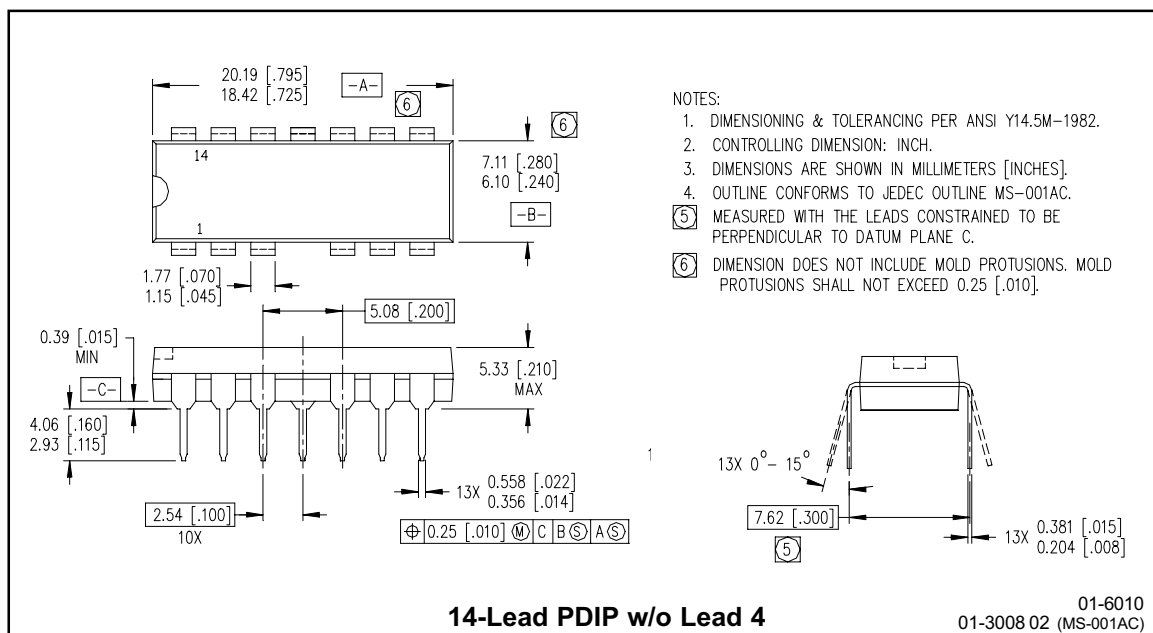 20.19 [.795]
18.42 [.725]
-A-
6
6
14
1
7.11 [.280]
6.10 [.240]
-B-
1.77 [.070]
1.15 [.045]
5.08 [.200]
0.39 [.015]
MIN
-C-
5.33 [.210]
MAX
4.06 [.160]
2.93 [.115]
13X 0.558 [.022]
0.356 [.014]
2.54 [.100]
10X
⌖ 0.25 [.010] Ⓜ C B Ⓢ A Ⓢ
NOTES:
1. DIMENSIONING & TOLERANCING PER ANSI Y14.5M-1982.
2. CONTROLLING DIMENSION: INCH.
3. DIMENSIONS ARE SHOWN IN MILLIMETERS [INCHES].
4. OUTLINE CONFORMS TO JEDEC OUTLINE MS-001AC.
5 MEASURED WITH THE LEADS CONSTRAINED TO BE
PERPENDICULAR TO DATUM PLANE C.
6 DIMENSION DOES NOT INCLUDE MOLD PROTUSIONS. MOLD
PROTUSIONS SHALL NOT EXCEED 0.25 [.010].
1
13X 0°- 15°
7.62 [.300]
5
13X 0.381 [.015]
0.204 [.008]
14-Lead PDIP w/o Lead 4
01-6010
01-3008 02 (MS-001AC)